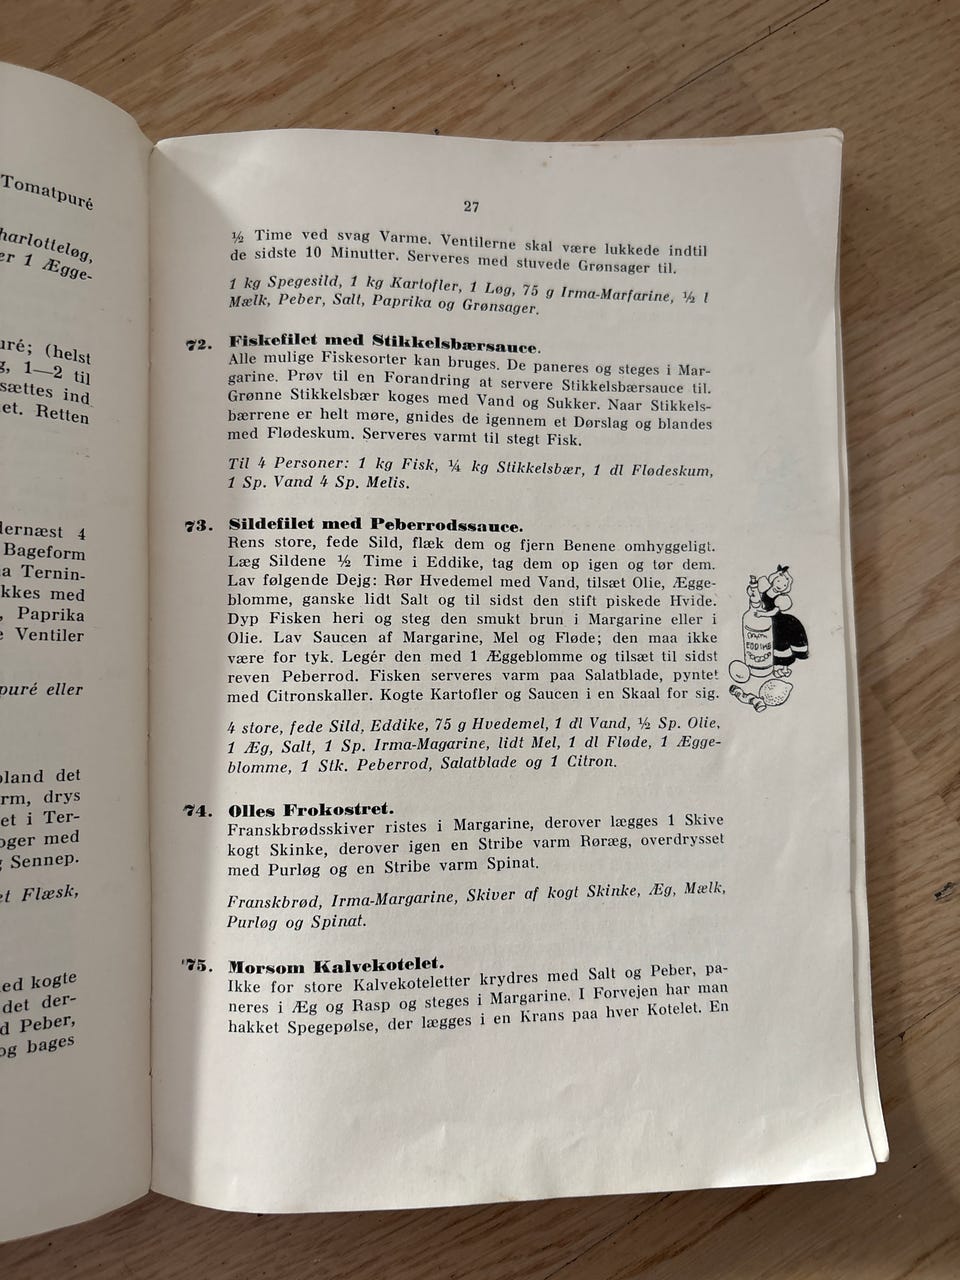 Tomatpuré
harlotteløg,
er 1 Ægge-
uré; (helst
g, 1—2 til
sættes ind
et. Retten
dernæst 4
Bageform
a Ternin-
kkes med
, Paprika
e Ventiler
puré eller
bland det
rm, drys
et i Ter-
oger med
g Sennep.
et Flæsk,
ed kogte
det der-
d Peber,
og bages
27
½ Time ved svag Varme. Ventilerne skal være lukkede indtil
de sidste 10 Minutter. Serveres med stuvede Grønsager til.
1 kg Spegesild, 1 kg Kartofler, 1 Løg, 75 g Irma-Marfarine, ½ l
Mælk, Peber, Salt, Paprika og Grønsager.
72. Fiskefilet med Stikkelsbærsauce.
Alle mulige Fiskesorter kan bruges. De paneres og steges i Mar-
garine. Prøv til en Forandring at servere Stikkelsbærsauce til.
Grønne Stikkelsbær koges med Vand og Sukker. Naar Stikkels-
bærrene er helt møre, gnides de igennem et Dørslag og blandes
med Flødeskum. Serveres varmt til stegt Fisk.
Til 4 Personer: 1 kg Fisk, ¼ kg Stikkelsbær, 1 dl Flødeskum,
1 Sp. Vand 4 Sp. Melis.
73. Sildefilet med Peberrodssauce.
Rens store, fede Sild, flæk dem og fjern Benene omhyggeligt.
Læg Sildene ½ Time i Eddike, tag dem op igen og tør dem.
Lav følgende Dejg: Rør Hvedemel med Vand, tilsæt Olie, Ægge-
blomme, ganske lidt Salt og til sidst den stift piskede Hvide.
Dyp Fisken heri og steg den smukt brun i Margarine eller i
Olie. Lav Saucen af Margarine, Mel og Fløde; den maa ikke
være for tyk. Legér den med 1 Æggeblomme og tilsæt til sidst
reven Peberrod. Fisken serveres varm paa Salatblade, pyntet
med Citronskaller. Kogte Kartofler og Saucen i en Skaal for sig.
EDDIKE
4 store, fede Sild, Eddike, 75 g Hvedemel, 1 dl Vand, ½ Sp. Olie,
1 Æg, Salt, 1 Sp. Irma-Magarine, lidt Mel, 1 dl Fløde, 1 Ægge-
blomme, 1 Stk. Peberrod, Salatblade og 1 Citron.
74. Olles Frokostret.
Franskbrødsskiver ristes i Margarine, derover lægges 1 Skive
kogt Skinke, derover igen en Stribe varm Røræg, overdrysset
med Purløg og en Stribe varm Spinat.
Franskbrød, Irma-Margarine, Skiver af kogt Skinke, Æg, Mælk,
Purløg og Spinat.
75. Morsom Kalvekotelet.
Ikke for store Kalvekoteletter krydres med Salt og Peber, pa-
neres i Æg og Rasp og steges i Margarine. I Forvejen har man
hakket Spegepølse, der lægges i en Krans paa hver Kotelet. En